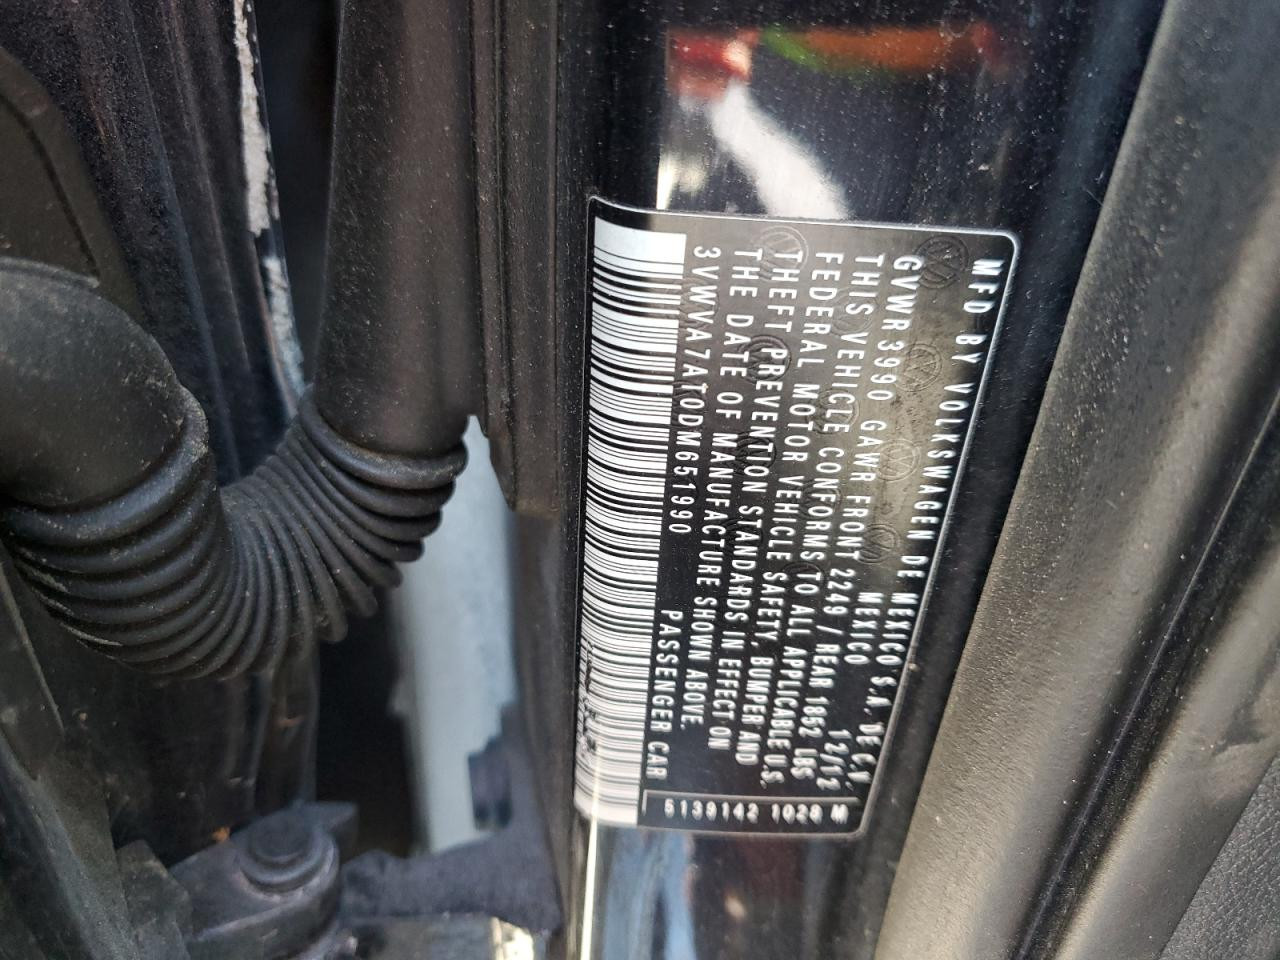 MFD BY VOLKSWAGEN DE MEXICO S.A. DE C.V.
MEXICO 12/12
GVWR 3990 GAWR FRONT 2249 / REAR 1852 LBS
THIS VEHICLE CONFORMS TO ALL APPLICABLE U.S.
FEDERAL MOTOR VEHICLE SAFETY, BUMPER AND
THEFT PREVENTION STANDARDS IN EFFECT ON
THE DATE OF MANUFACTURE SHOWN ABOVE.
3VWVA7AT0DM651990 PASSENGER CAR
5139142 1028 M